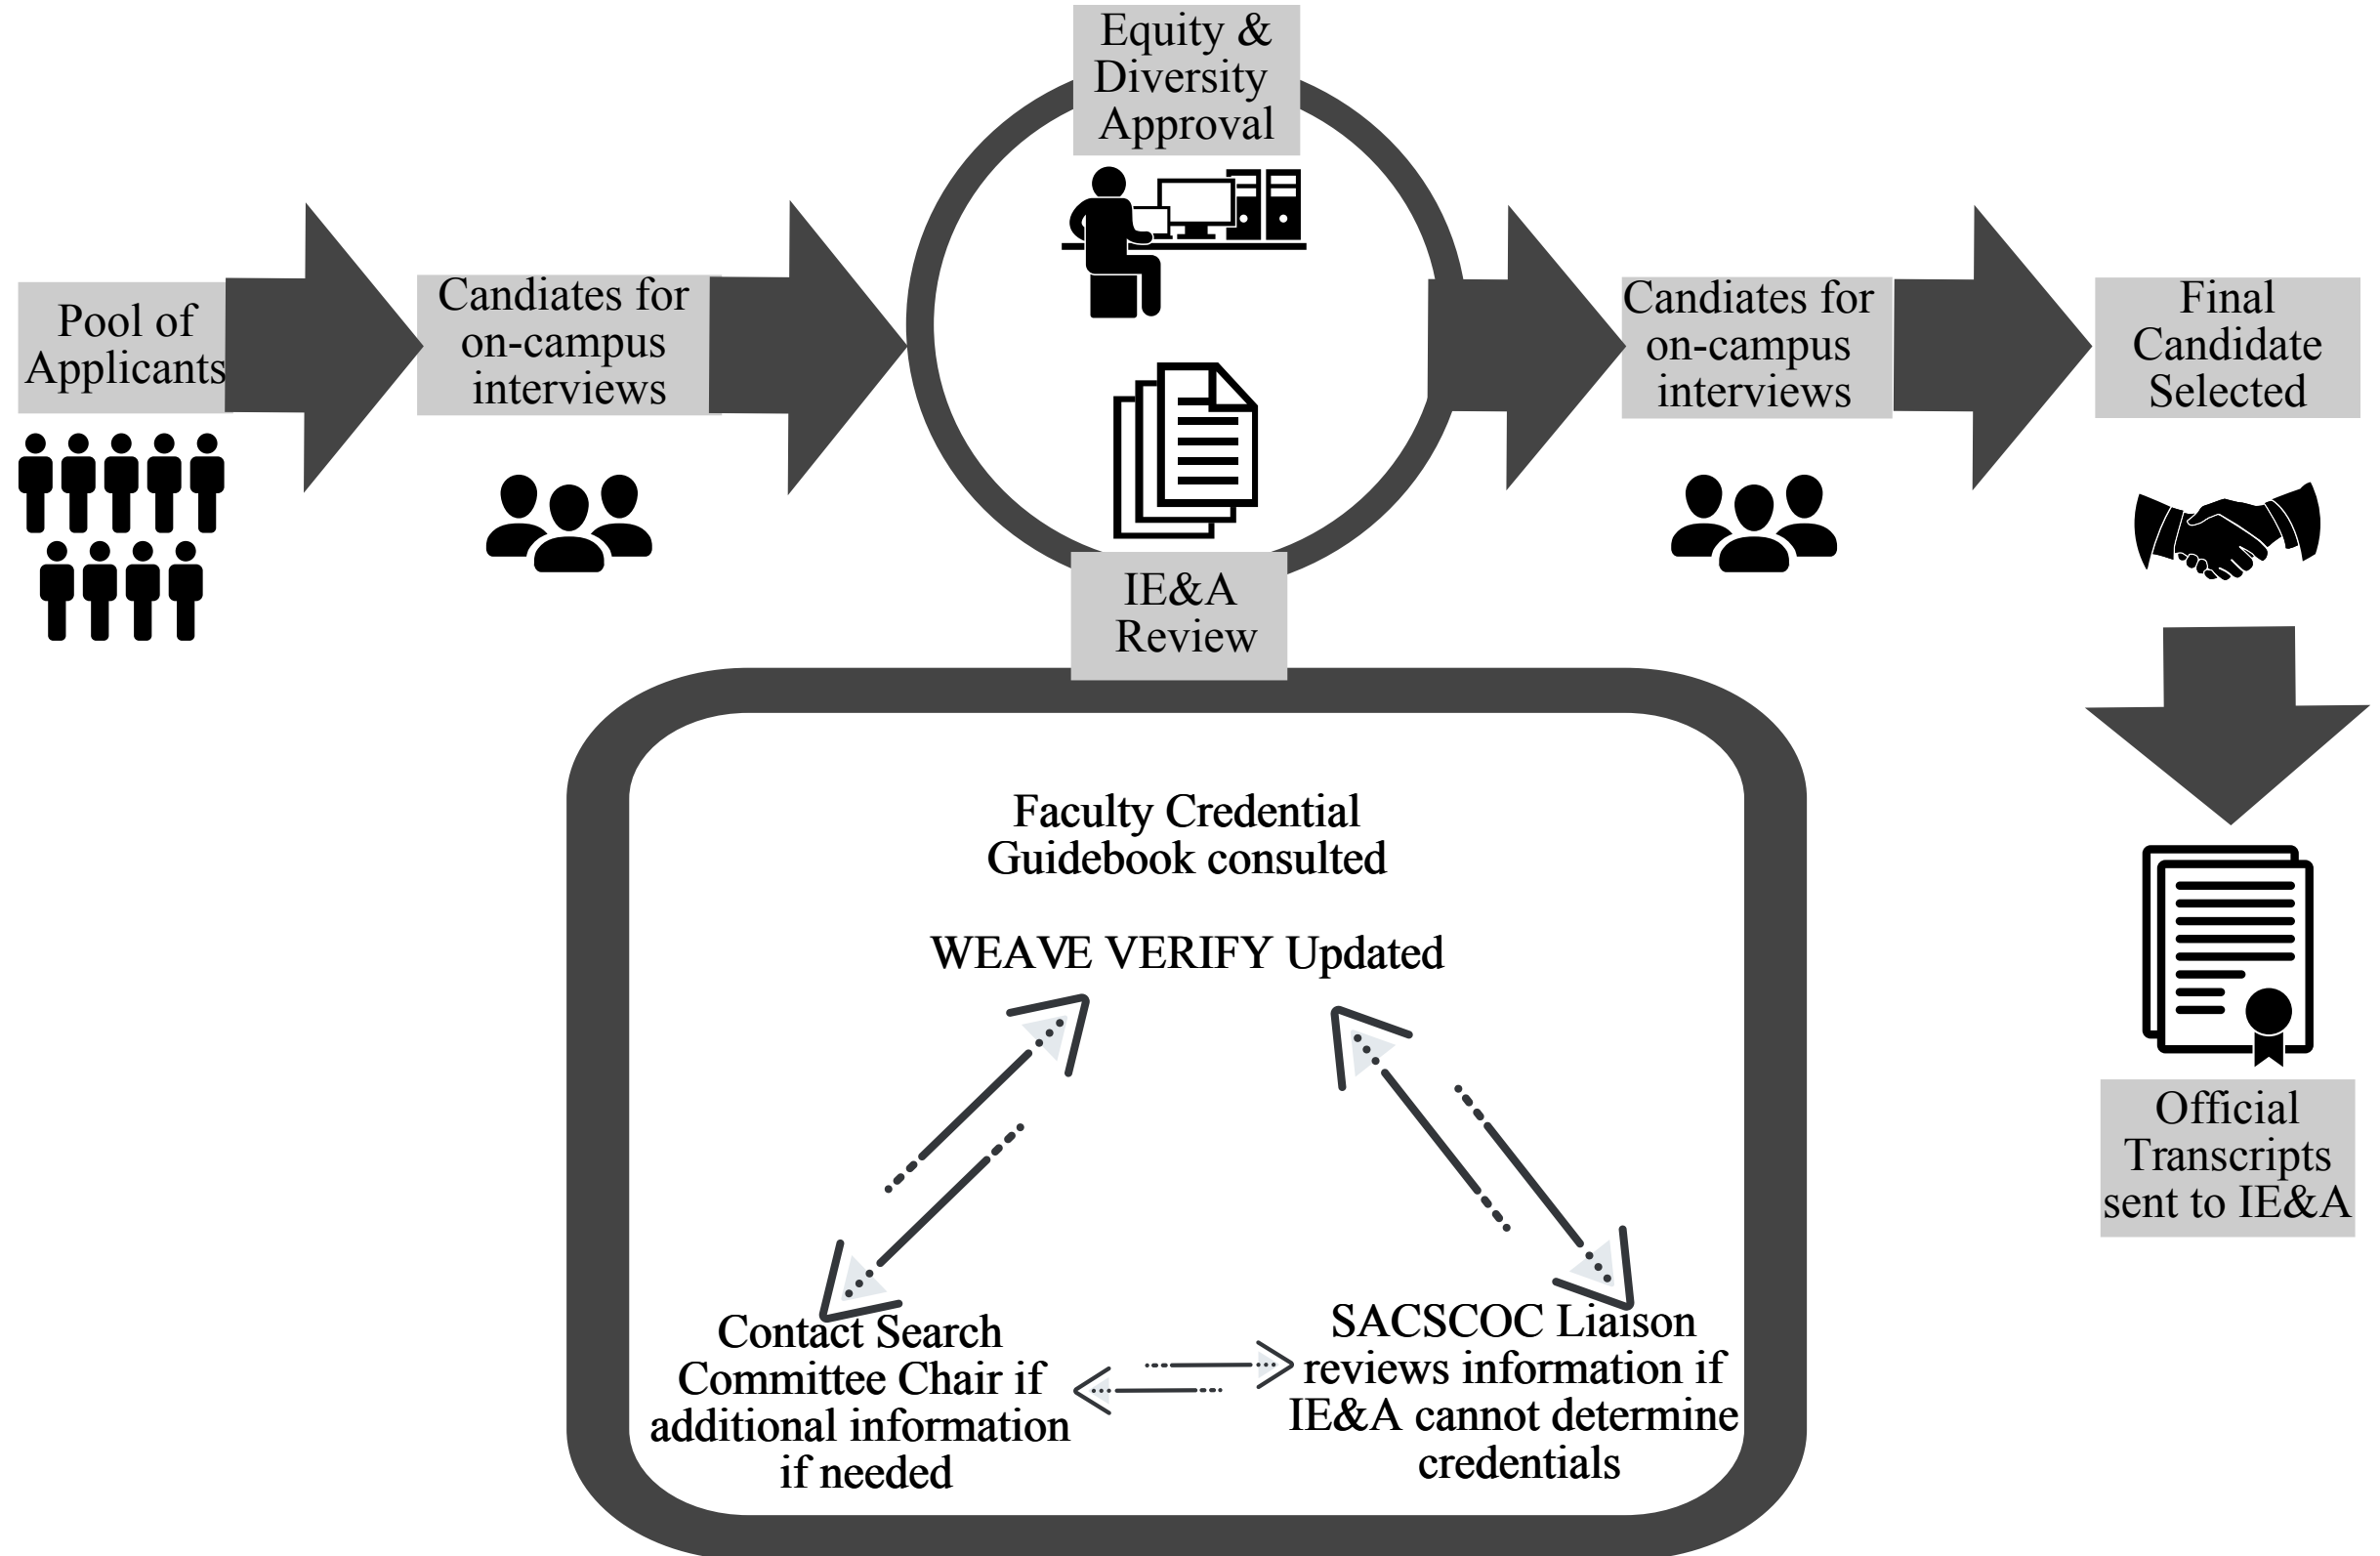 Equity &
Diversity
Approval
Pool of
Applicants
Candiates for
on-campus
interviews
Candiates for
on-campus
interviews
Final
Candidate
Selected
IE&A
Review
Faculty Credential
Guidebook consulted
WEAVE VERIFY Updated
Contact Search
Committee Chair if
additional information
if needed
SACSCOC Liaison
reviews information if
IE&A cannot determine
credentials
Official
Transcripts
sent to IE&A